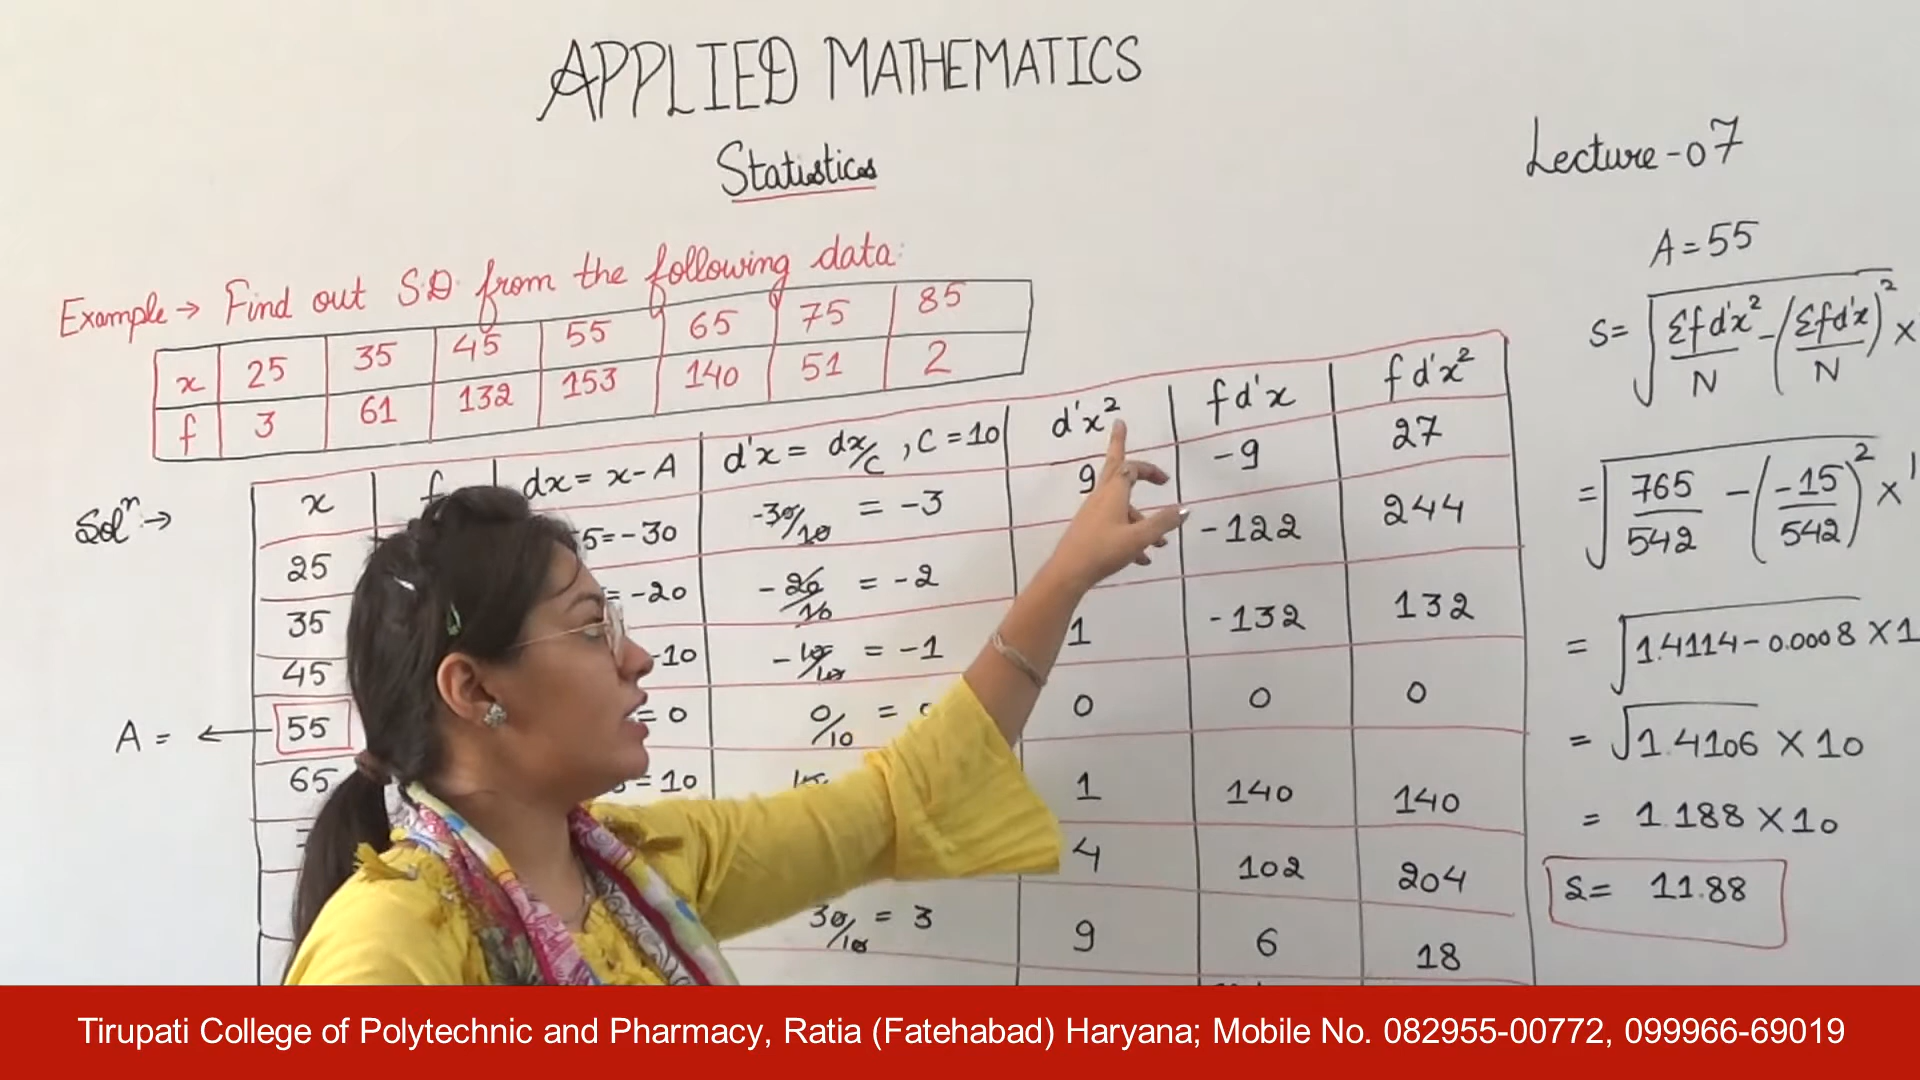 APPLIED MATHEMATICS
Statistics
Lecture-07
Example → Find out S.D. from the following data:
x 25 35 45 55 65 75 85
f 3 61 132 153 140 51 2
Solⁿ:→
x dx = x-A d'x = dx/c , C = 10 d'x² fd'x fd'x²
25 5=-30 -30/10 = -3 9 -9 27
35 = -20 -20/10 = -2 -122 244
45 -10 -10/10 = -1 1 -132 132
A = ← 55 = 0 0/10 = 0 0 0
65 = 10 1 140 140
4 102 204
30/10 = 3 9 6 18
A = 55
S = √ Σfd'x²/N - (Σfd'x/N)² ×
= √ 765/542 - (-15/542)² × 1
= √ 1.4114 - 0.0008 × 1
= √1.4106 × 10
= 1.188 × 10
S = 11.88
Tirupati College of Polytechnic and Pharmacy, Ratia (Fatehabad) Haryana; Mobile No. 082955-00772, 099966-69019